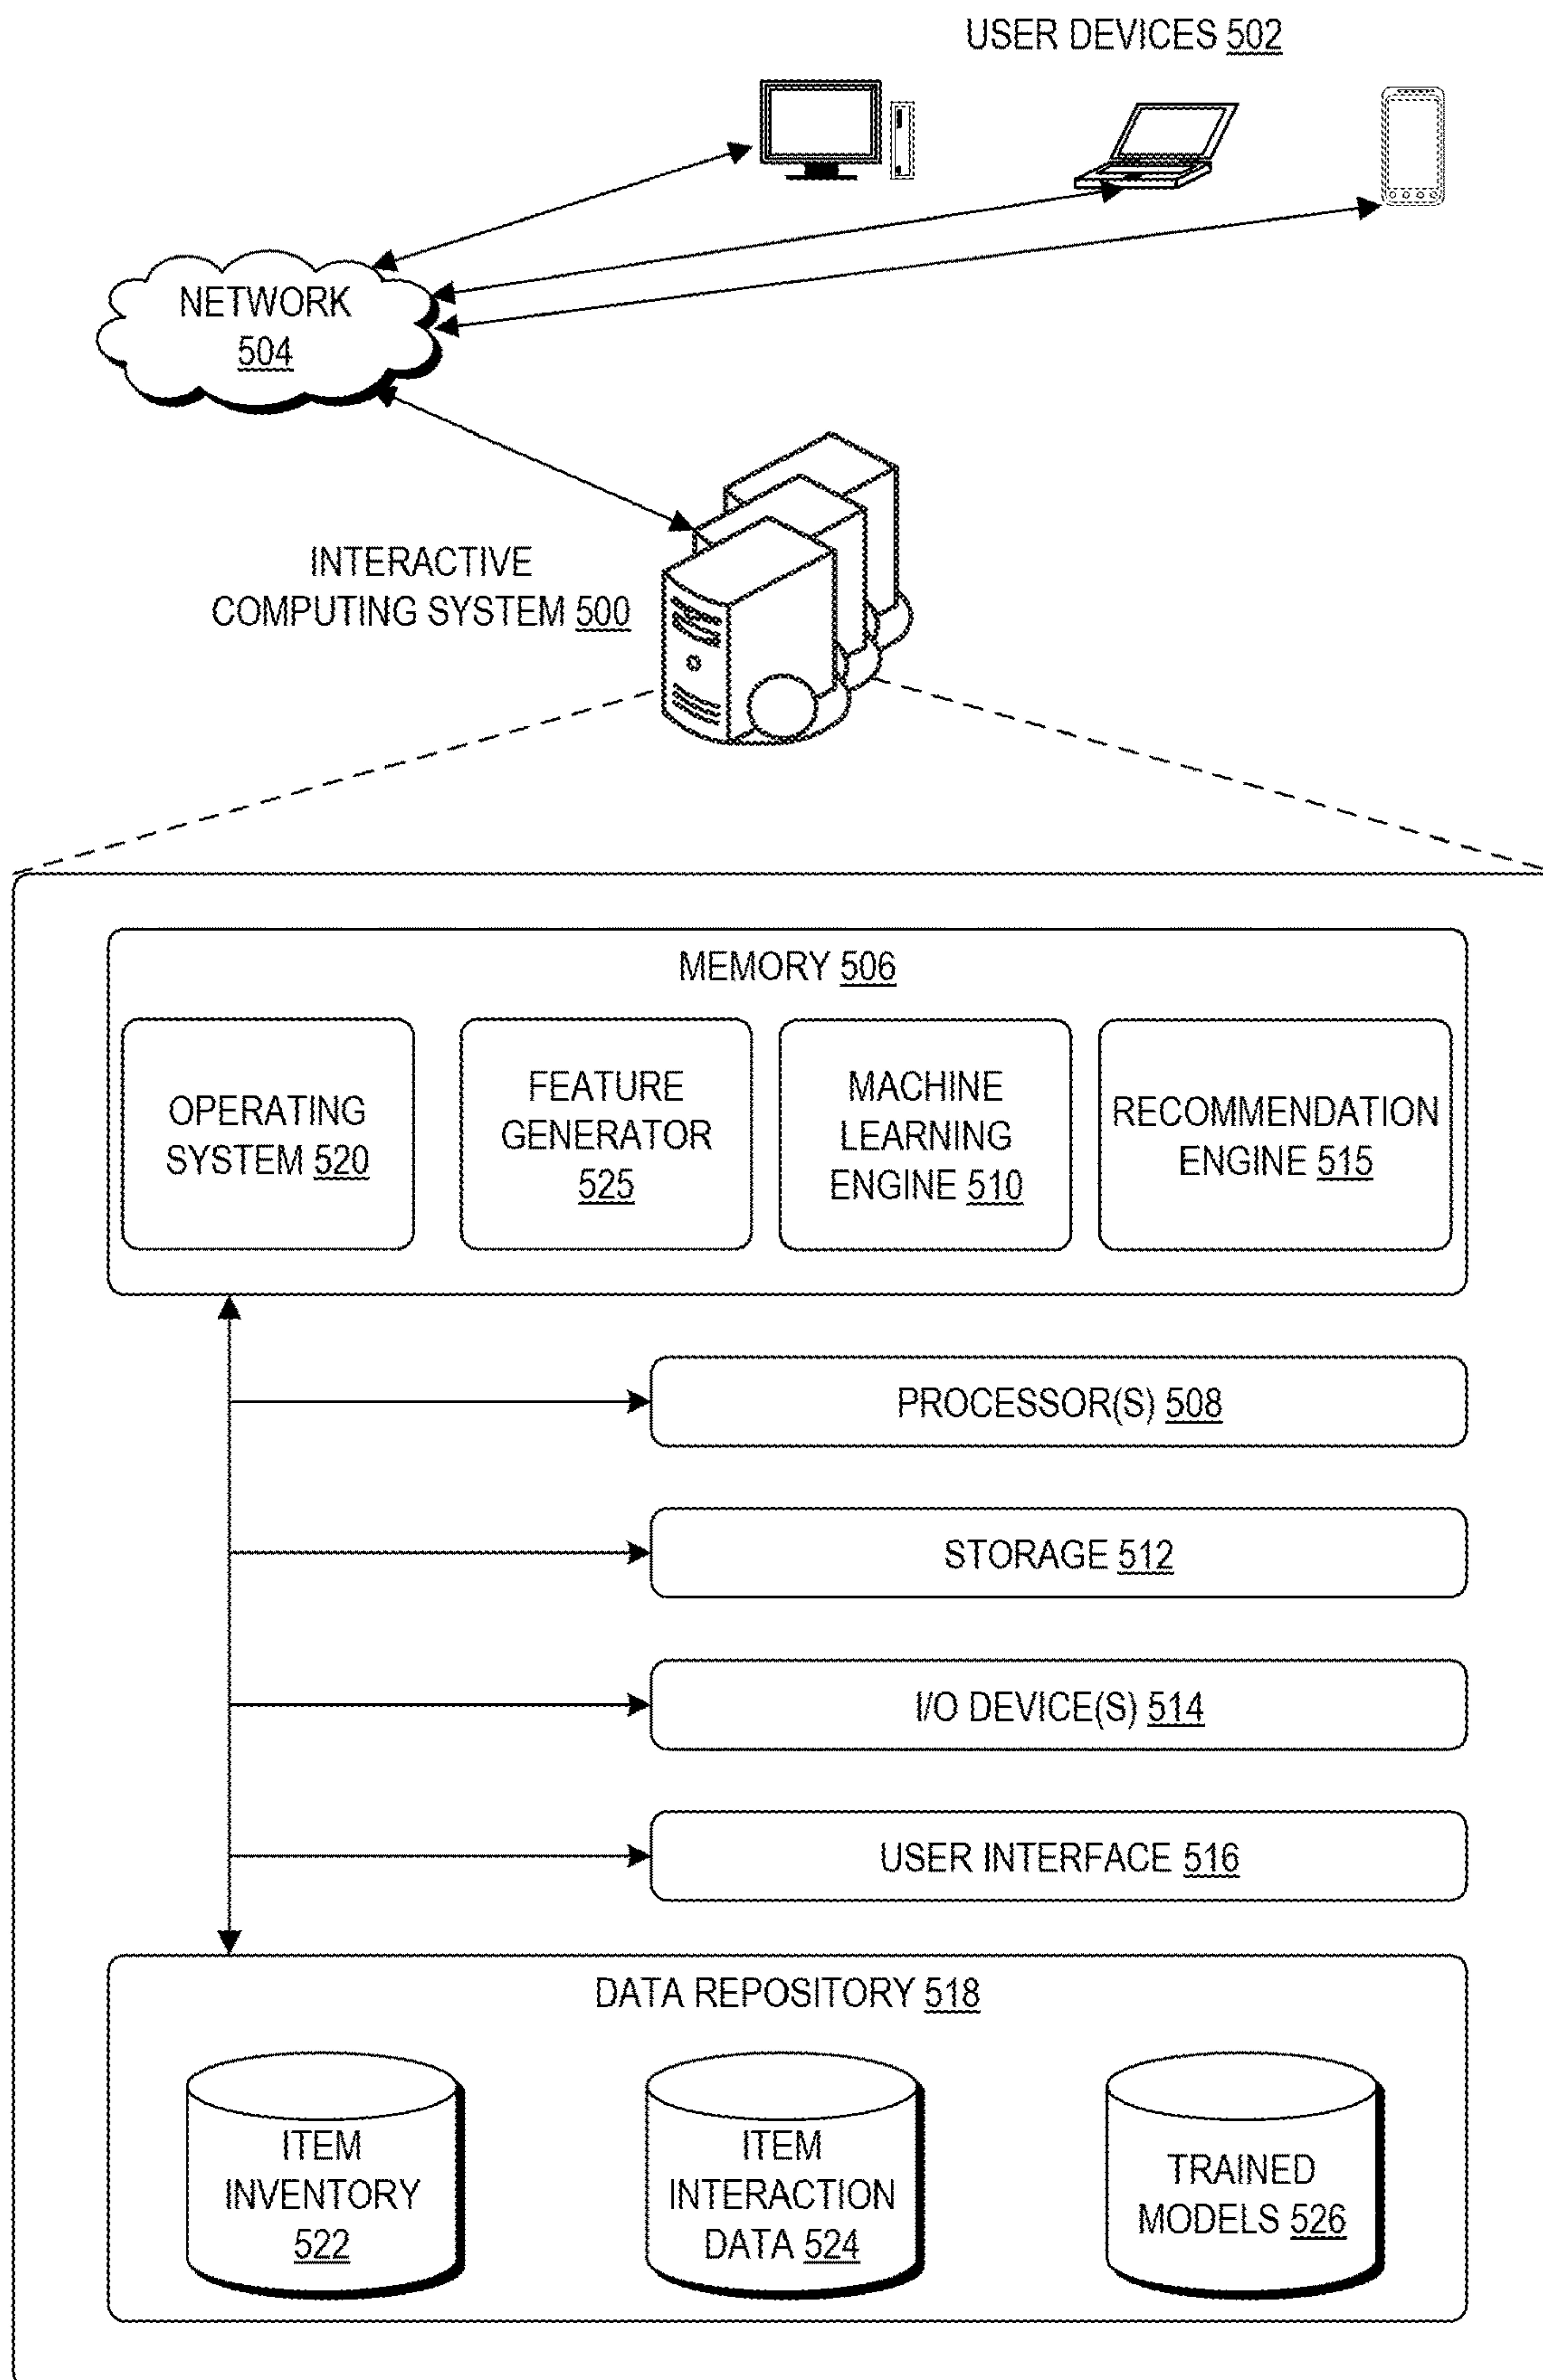 USER DEVICES 502
NETWORK
504
INTERACTIVE
COMPUTING SYSTEM 500
MEMORY 506
OPERATING
SYSTEM 520
FEATURE
GENERATOR
525
MACHINE
LEARNING
ENGINE 510
RECOMMENDATION
ENGINE 515
PROCESSOR(S) 508
STORAGE 512
I/O DEVICE(S) 514
USER INTERFACE 516
DATA REPOSITORY 518
ITEM
INVENTORY
522
ITEM
INTERACTION
DATA 524
TRAINED
MODELS 526